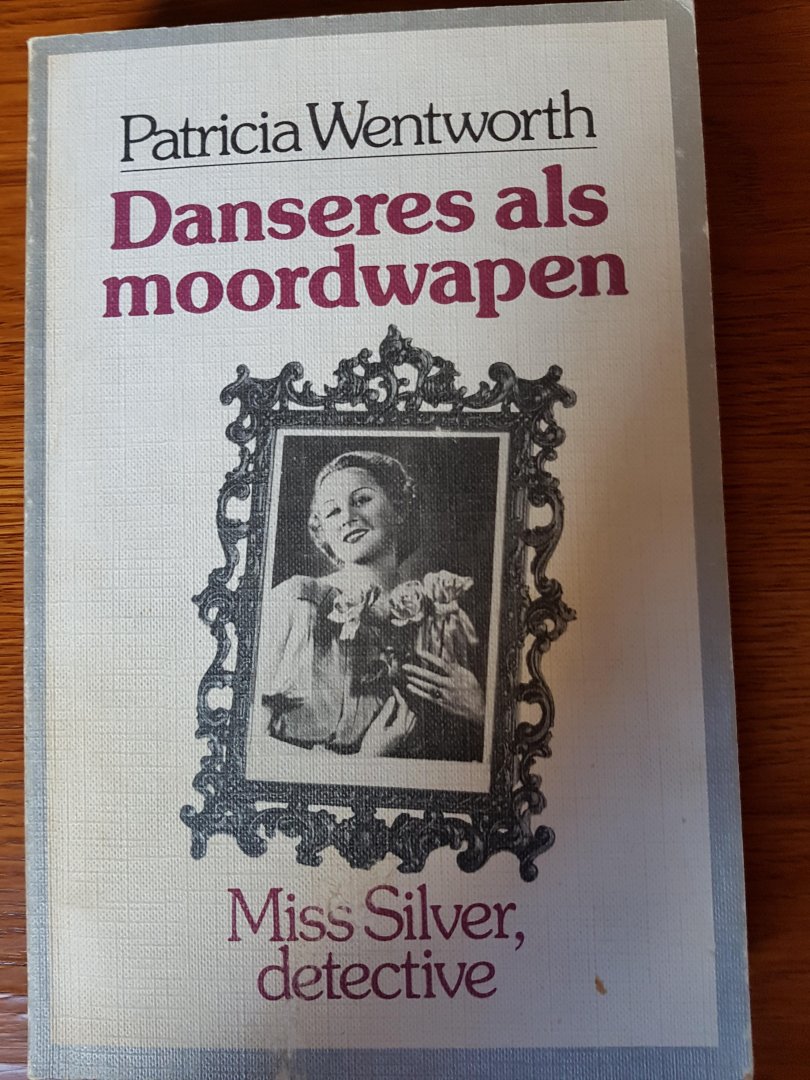 Patricia Wentworth
Danseres als
moordwapen
Miss Silver,
detective